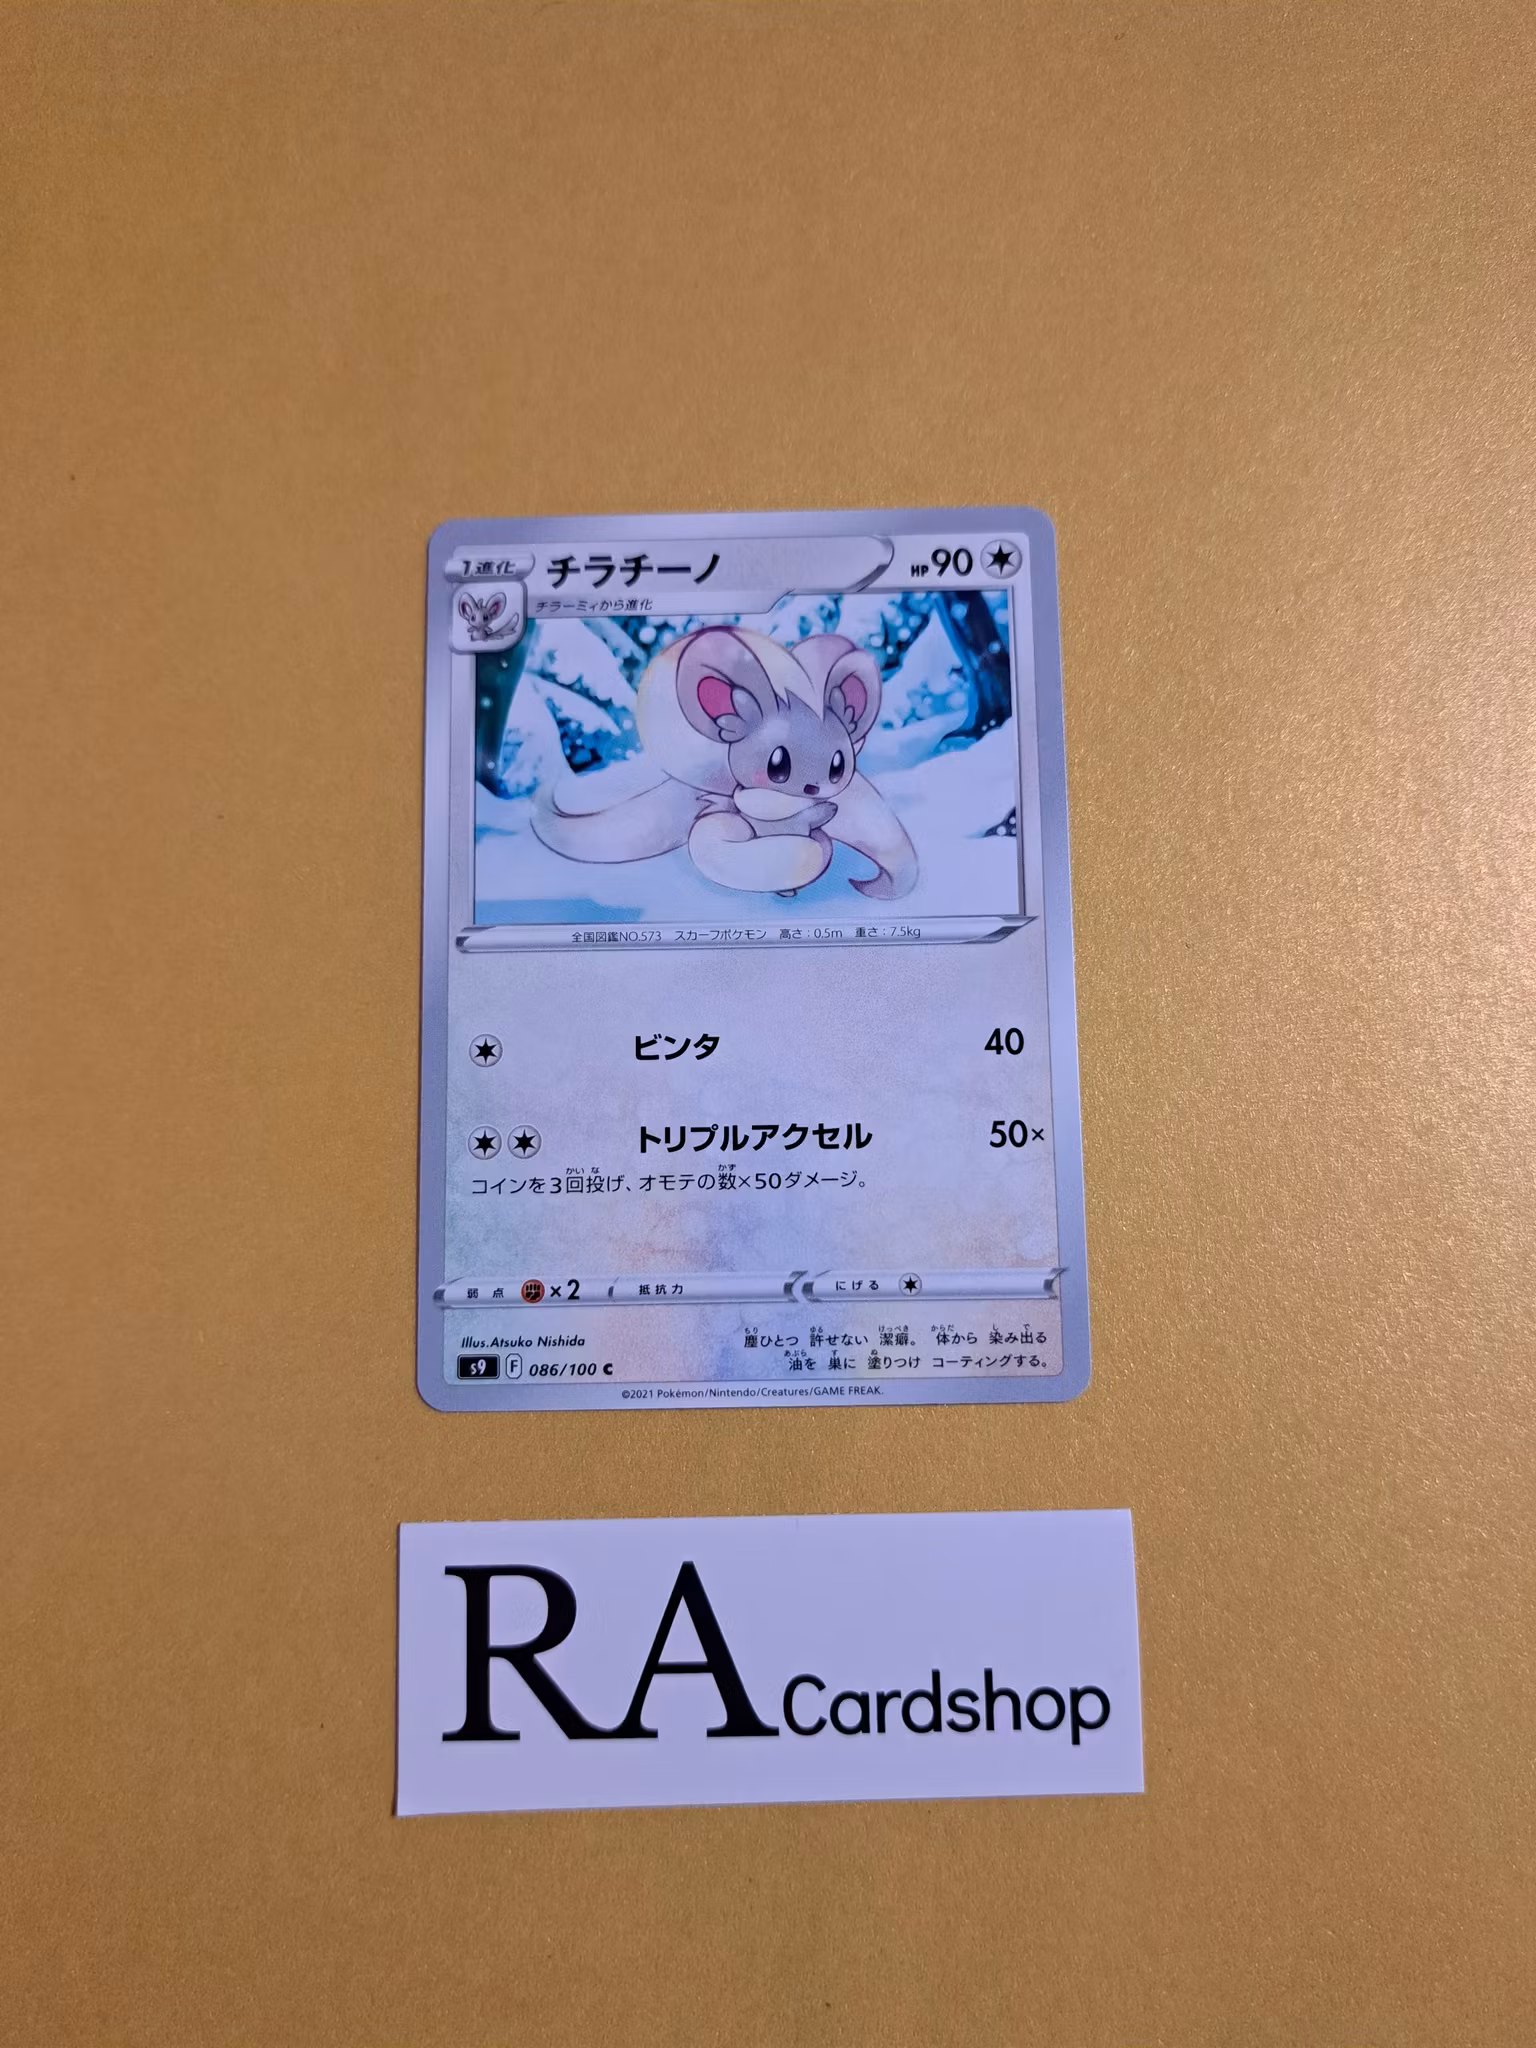 1進化
チラチーノ
HP90
チラーミィから進化
全国図鑑NO.573 スカーフポケモン 高さ:0.5m 重さ:7.5kg
ビンタ 40
トリプルアクセル 50×
コインを3回投げ、オモテの数×50ダメージ。
弱点 ×2 抵抗力 にげる
Illus.Atsuko Nishida
塵ひとつ 許せない 潔癖。 体から 染み出る
油を 巣に 塗りつけ コーティングする。
s9 F 086/100 C
©2021 Pokémon/Nintendo/Creatures/GAME FREAK.
RA Cardshop